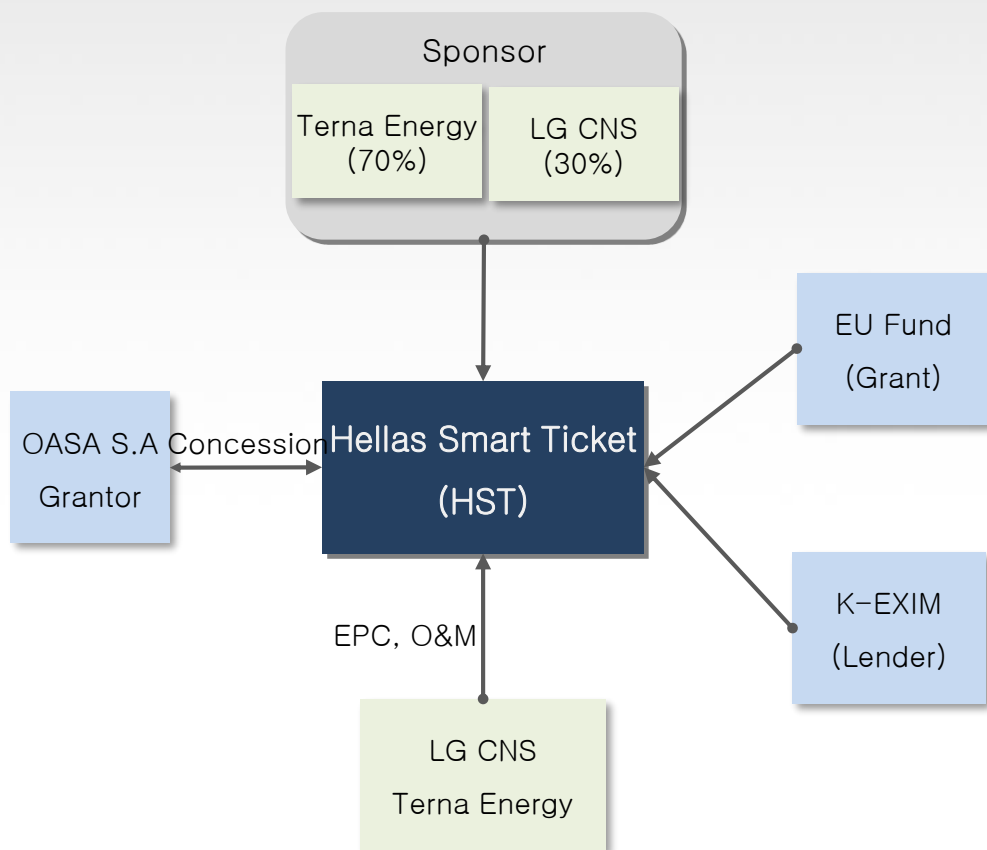 Sponsor
Terna Energy
(70%)
LG CNS
(30%)
EU Fund
(Grant)
OASA S.A
Grantor
Concession
Hellas Smart Ticket
(HST)
K-EXIM
(Lender)
EPC, O&M
LG CNS
Terna Energy